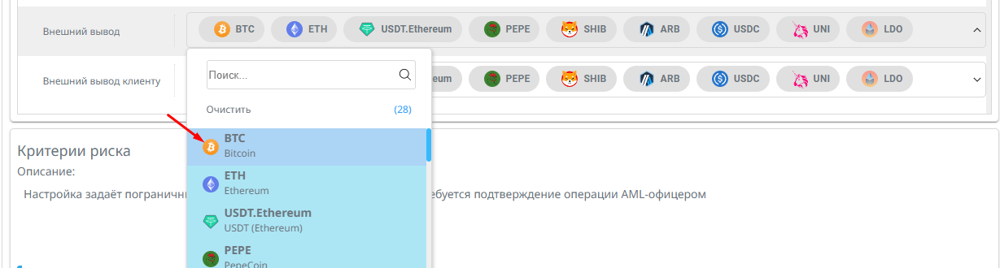 Внешний вывод BTC ETH USDT.Ethereum PEPE SHIB ARB USDC UNI LDO
Внешний вывод клиенту eum PEPE SHIB ARB USDC UNI LDO
Поиск...
Очистить (28)
BTC
Bitcoin
ETH
Ethereum
USDT.Ethereum
USDT (Ethereum)
PEPE
PepeCoin
Критерии риска
Описание:
Настройка задаёт погранични ебуется подтверждение операции AML-офицером